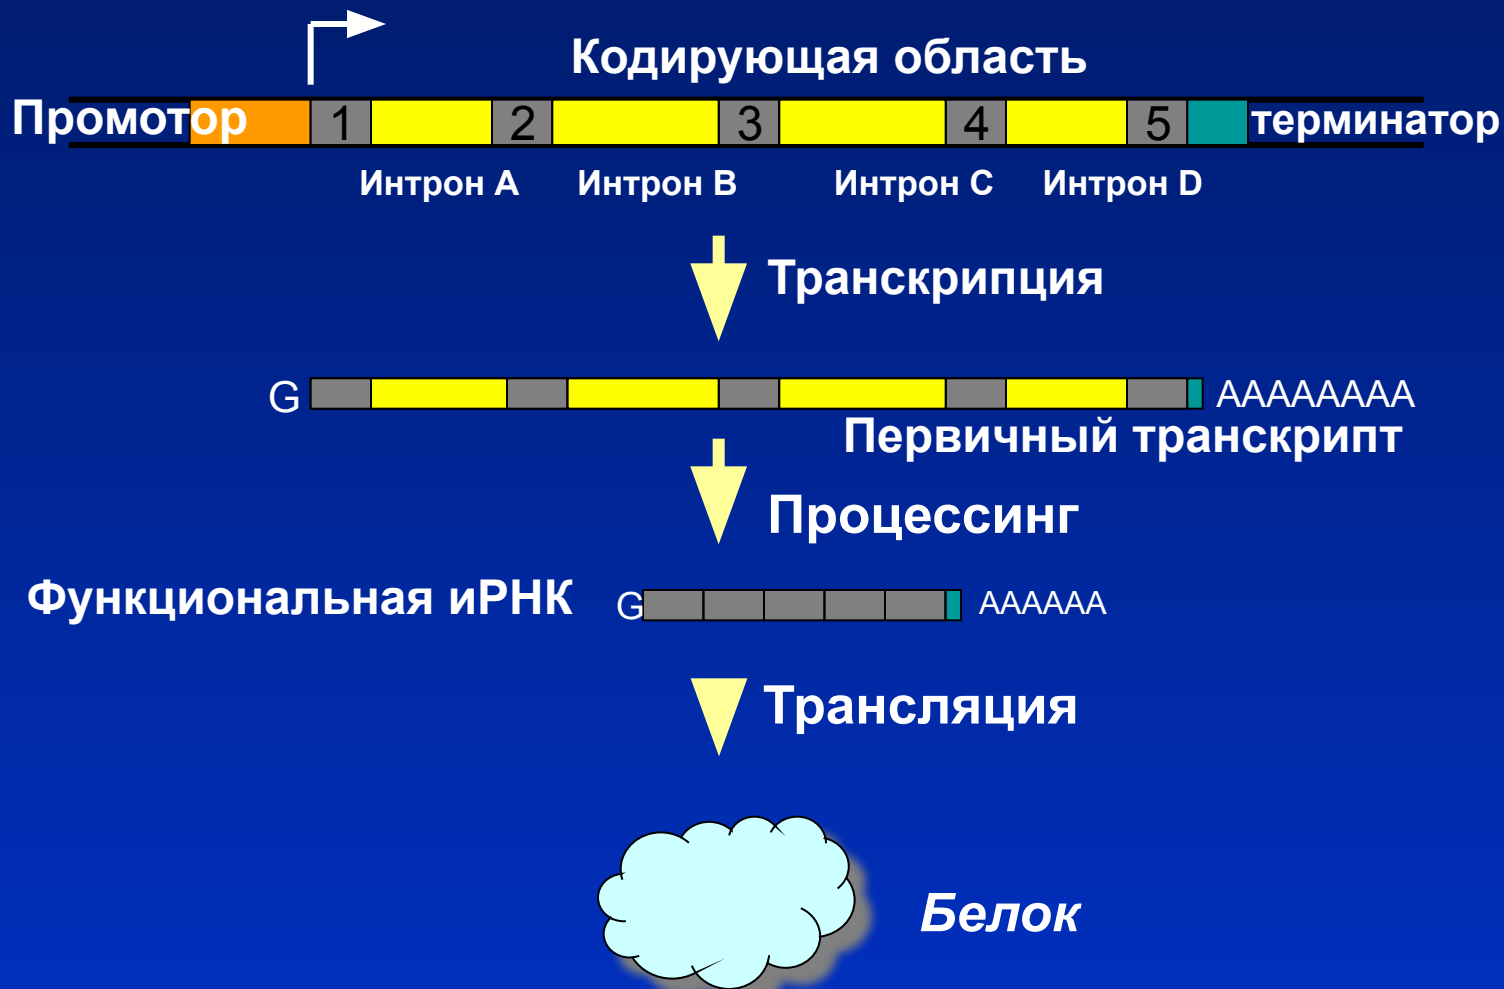 Кодирующая область
Промотор 1 2 3 4 5 терминатор
Интрон А Интрон В Интрон С Интрон D
Транскрипция
G AAAAAAAA
Первичный транскрипт
Процессинг
Функциональная иРНК G AAAAAA
Трансляция
Белок